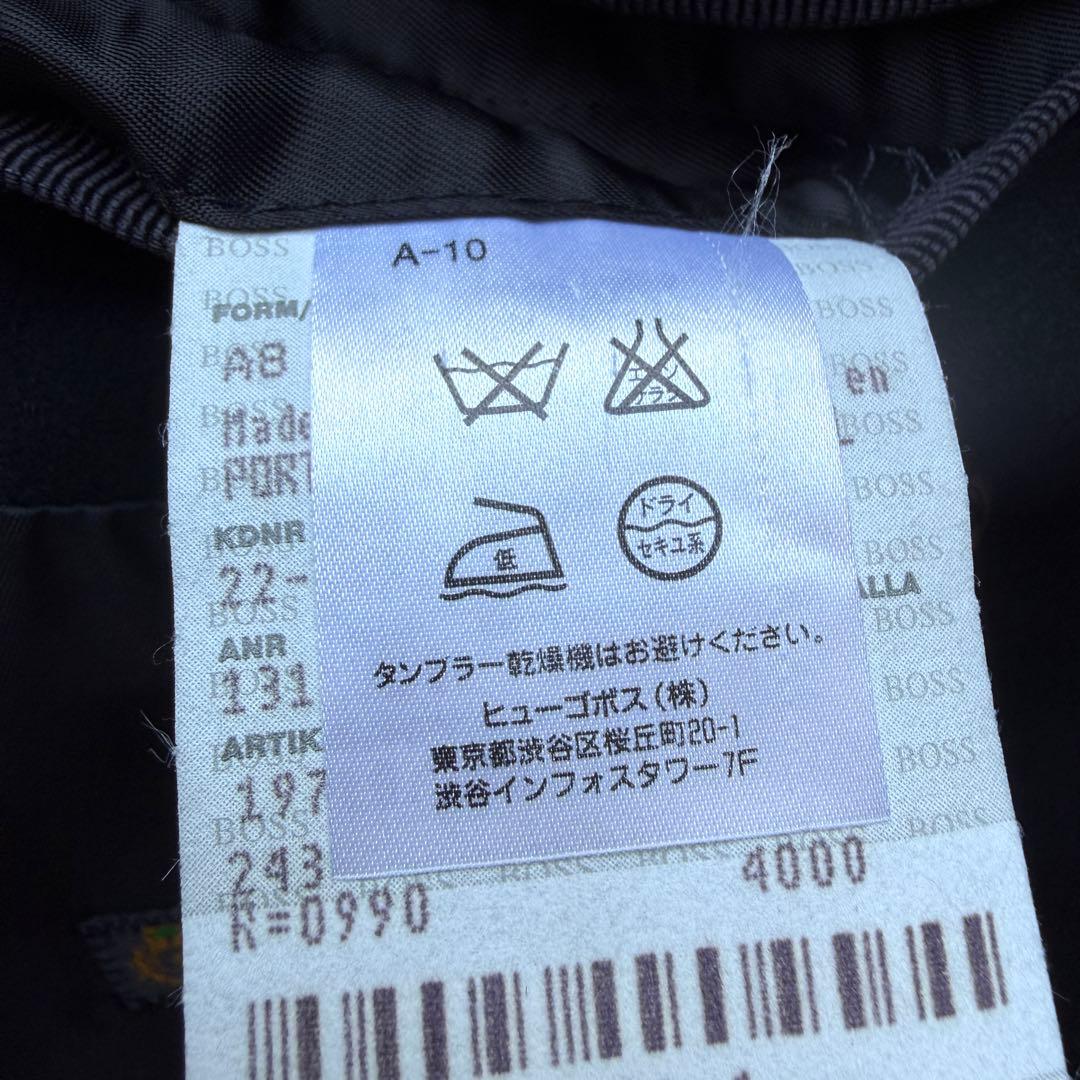 A-10
BOSS
FORM/
A8
en
Made
PORT
KDNR
22-
ALLA
ANR
131
ARTIK
197
243
R=0990
4000
エンソ
サラシ
低
ドライ
セキユ系
タンブラー乾燥機はお避けください。
ヒューゴボス(株)
東京都渋谷区桜丘町20-1
渋谷インフォスタワー7F